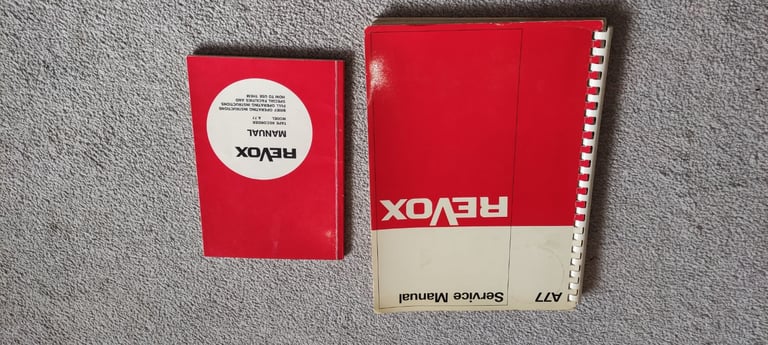 REVOX
MANUAL
TAPE RECORDER
MODEL A 77
BRIEF OPERATING INSTRUCTIONS
FULL OPERATING INSTRUCTIONS
SPECIAL FACILITIES AND
HOW TO USE THEM
A77
Service Manual
REVOX